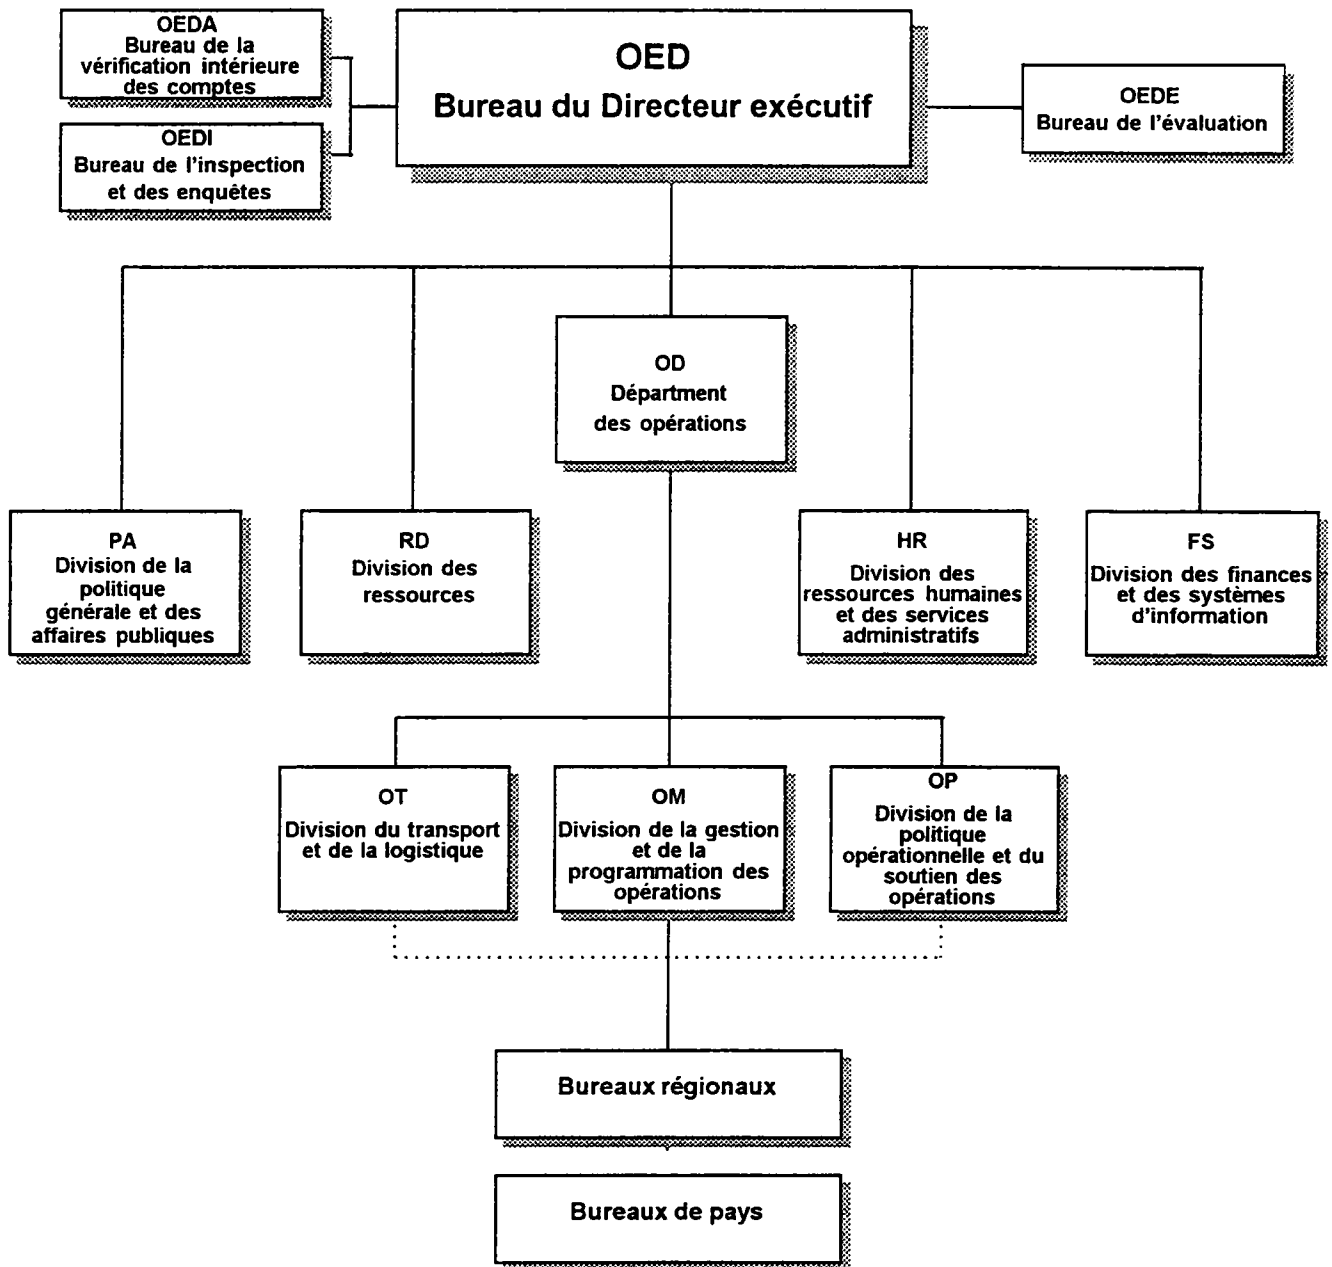 OEDA
Bureau de la
vérification intérieure
des comptes
OEDI
Bureau de l'inspection
et des enquêtes
OED
Bureau du Directeur exécutif
OEDE
Bureau de l'évaluation
OD
Départment
des opérations
PA
Division de la
politique
générale et des
affaires publiques
RD
Division des
ressources
HR
Division des
ressources humaines
et des services
administratifs
FS
Division des finances
et des systèmes
d'information
OT
Division du transport
et de la logistique
OM
Division de la gestion
et de la
programmation des
opérations
OP
Division de la
politique
opérationnelle et du
soutien des
opérations
Bureaux régionaux
Bureaux de pays